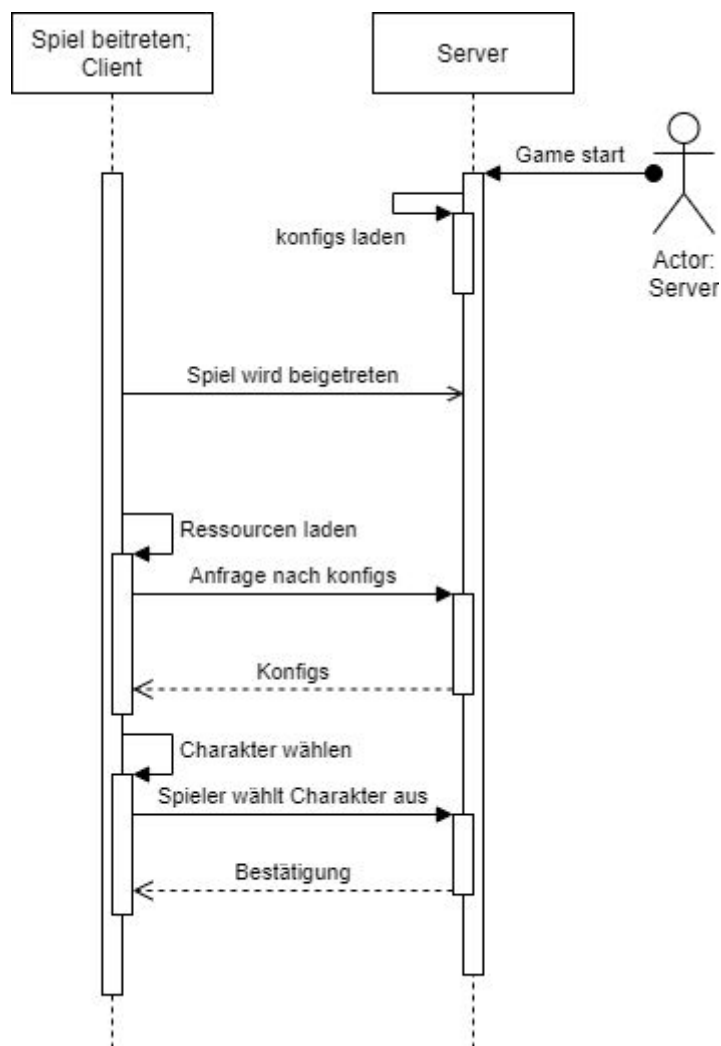 Spiel beitreten;
Client
Server
Game start
konfigs laden
Actor:
Server
Spiel wird beigetreten
Ressourcen laden
Anfrage nach konfigs
Konfigs
Charakter wählen
Spieler wählt Charakter aus
Bestätigung